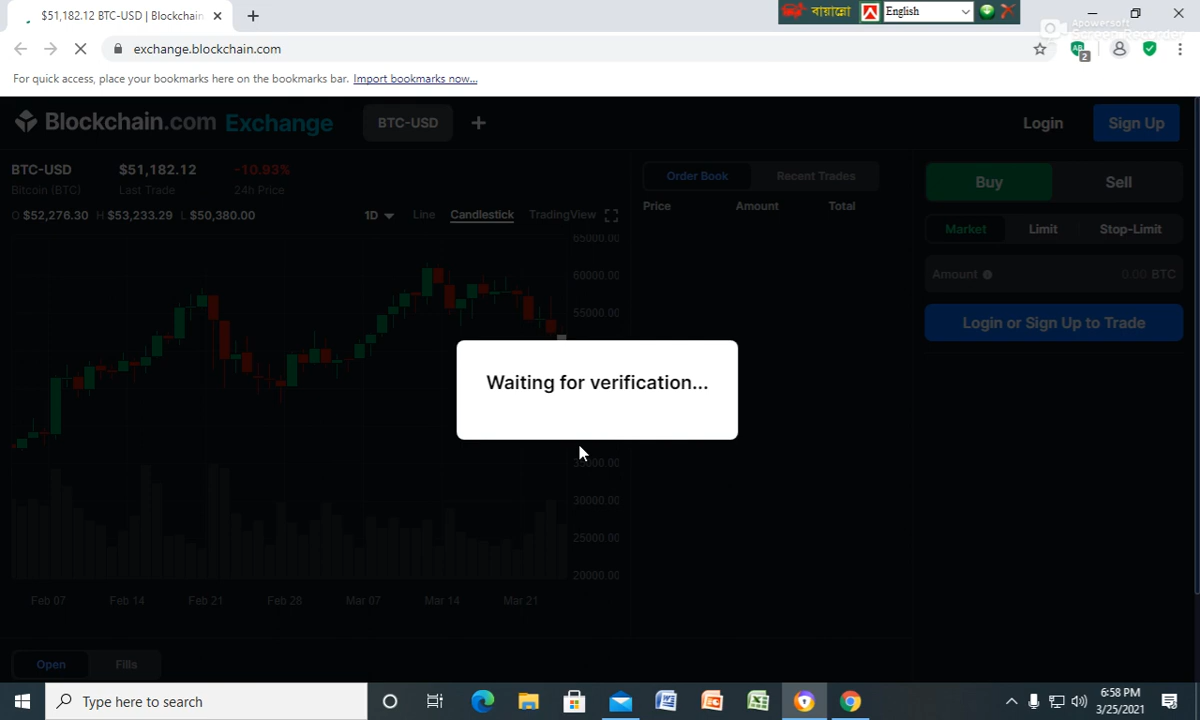 $51,182.12 BTC-USD | Blockchain
বায়ান্নো
English
Apowersoft
Screen Recorder
exchange.blockchain.com
2
For quick access, place your bookmarks here on the bookmarks bar. Import bookmarks now...
Blockchain.com Exchange
BTC-USD
Login
Sign Up
BTC-USD $51,182.12 -10.93%
Bitcoin (BTC) Last Trade 24h Price
O $52,276.30 H $53,233.29 L $50,380.00
1D Line Candlestick TradingView
Order Book Recent Trades
Price Amount Total
Buy Sell
Market Limit Stop-Limit
Amount 0.00 BTC
Login or Sign Up to Trade
65000.00
60000.00
55000.00
Waiting for verification...
35000.00
30000.00
25000.00
20000.00
Feb 07 Feb 14 Feb 21 Feb 28 Mar 07 Mar 14 Mar 21
Open Fills
Type here to search
6:58 PM
3/25/2021